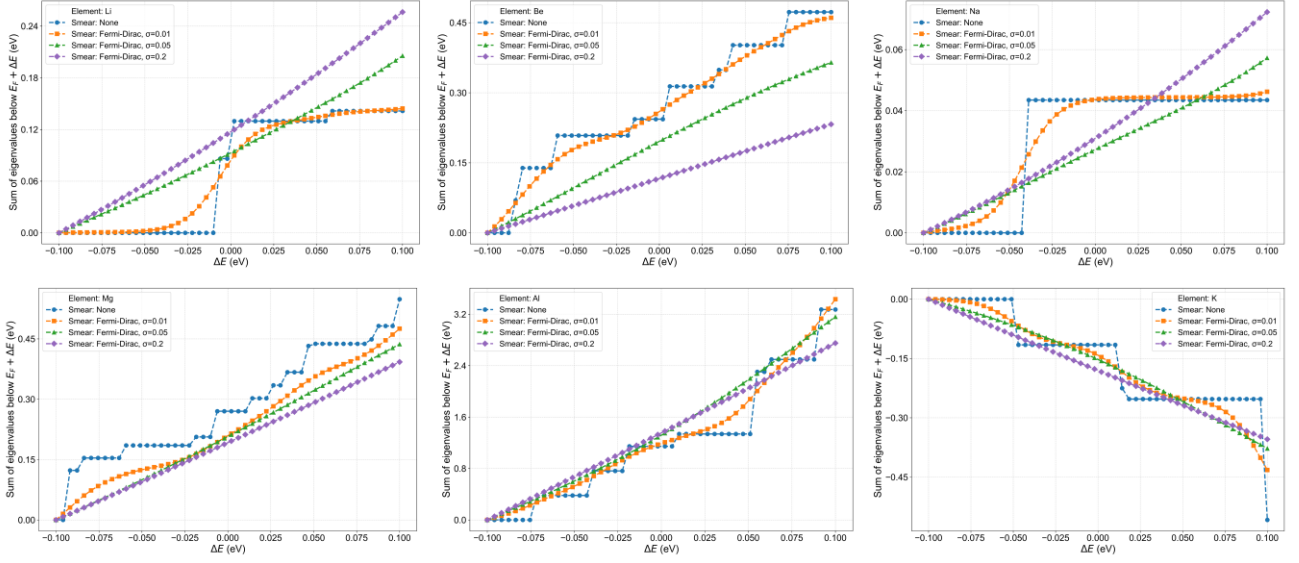 Element: Li
Smear: None
Smear: Fermi-Dirac, σ=0.01
Smear: Fermi-Dirac, σ=0.05
Smear: Fermi-Dirac, σ=0.2
Sum of eigenvalues below E_F + ΔE (eV)
0.24
0.18
0.12
0.06
0.00
−0.100 −0.075 −0.050 −0.025 0.000 0.025 0.050 0.075 0.100
ΔE (eV)
Element: Be
Smear: None
Smear: Fermi-Dirac, σ=0.01
Smear: Fermi-Dirac, σ=0.05
Smear: Fermi-Dirac, σ=0.2
Sum of eigenvalues below E_F + ΔE (eV)
0.45
0.30
0.15
0.00
−0.100 −0.075 −0.050 −0.025 0.000 0.025 0.050 0.075 0.100
ΔE (eV)
Element: Na
Smear: None
Smear: Fermi-Dirac, σ=0.01
Smear: Fermi-Dirac, σ=0.05
Smear: Fermi-Dirac, σ=0.2
Sum of eigenvalues below E_F + ΔE (eV)
0.06
0.04
0.02
0.00
−0.100 −0.075 −0.050 −0.025 0.000 0.025 0.050 0.075 0.100
ΔE (eV)
Element: Mg
Smear: None
Smear: Fermi-Dirac, σ=0.01
Smear: Fermi-Dirac, σ=0.05
Smear: Fermi-Dirac, σ=0.2
Sum of eigenvalues below E_F + ΔE (eV)
0.45
0.30
0.15
0.00
−0.100 −0.075 −0.050 −0.025 0.000 0.025 0.050 0.075 0.100
ΔE (eV)
Element: Al
Smear: None
Smear: Fermi-Dirac, σ=0.01
Smear: Fermi-Dirac, σ=0.05
Smear: Fermi-Dirac, σ=0.2
Sum of eigenvalues below E_F + ΔE (eV)
3.2
2.4
1.6
0.8
0.0
−0.100 −0.075 −0.050 −0.025 0.000 0.025 0.050 0.075 0.100
ΔE (eV)
Element: K
Smear: None
Smear: Fermi-Dirac, σ=0.01
Smear: Fermi-Dirac, σ=0.05
Smear: Fermi-Dirac, σ=0.2
Sum of eigenvalues below E_F + ΔE (eV)
0.00
−0.15
−0.30
−0.45
−0.100 −0.075 −0.050 −0.025 0.000 0.025 0.050 0.075 0.100
ΔE (eV)